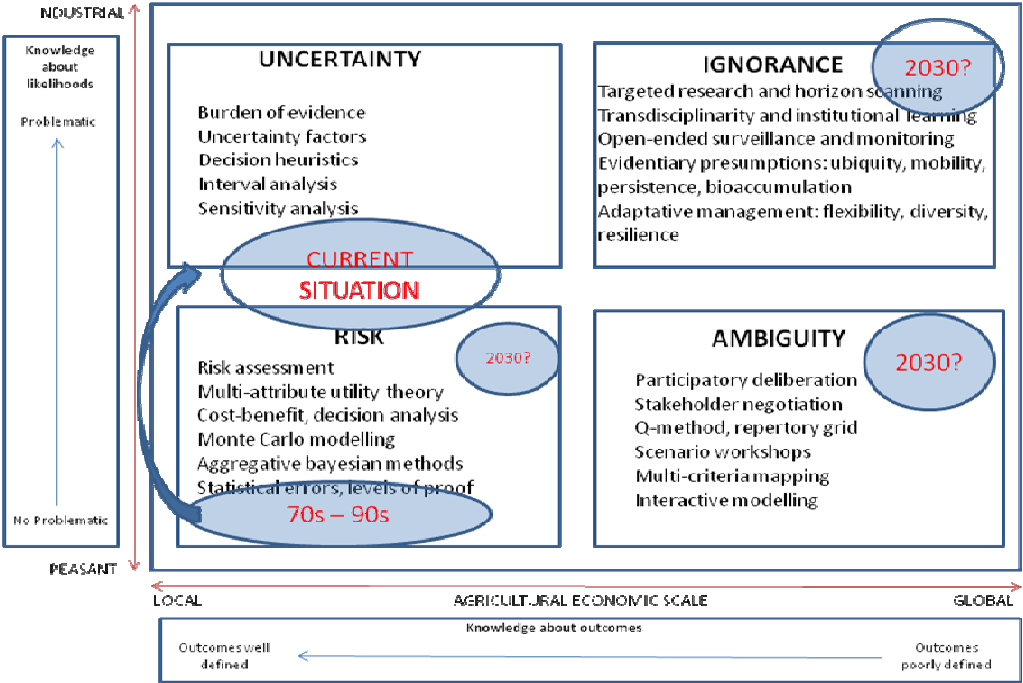 NDUSTRIAL
Knowledge
about
likelihoods
Problematic
No Problematic
PEASANT
UNCERTAINTY
Burden of evidence
Uncertainty factors
Decision heuristics
Interval analysis
Sensitivity analysis
IGNORANCE
2030?
Targeted research and horizon scanning
Transdisciplinarity and institutional learning
Open-ended surveillance and monitoring
Evidentiary presumptions: ubiquity, mobility,
persistence, bioaccumulation
Adaptative management: flexibility, diversity,
resilience
CURRENT
SITUATION
RISK
2030?
Risk assessment
Multi-attribute utility theory
Cost-benefit, decision analysis
Monte Carlo modelling
Aggregative bayesian methods
Statistical errors, levels of proof
70s – 90s
AMBIGUITY
2030?
Participatory deliberation
Stakeholder negotiation
Q-method, repertory grid
Scenario workshops
Multi-criteria mapping
Interactive modelling
LOCAL
AGRICULTURAL ECONOMIC SCALE
GLOBAL
Knowledge about outcomes
Outcomes well
defined
Outcomes
poorly defined